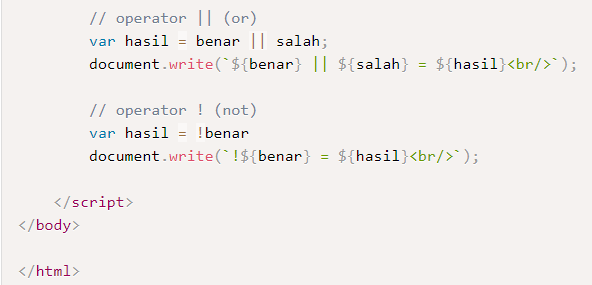 // operator || (or)
var hasil = benar || salah;
document.write(`${benar} || ${salah} = ${hasil}<br/>`);
// operator ! (not)
var hasil = !benar
document.write(`!${benar} = ${hasil}<br/>`);
</script>
</body>
</html>